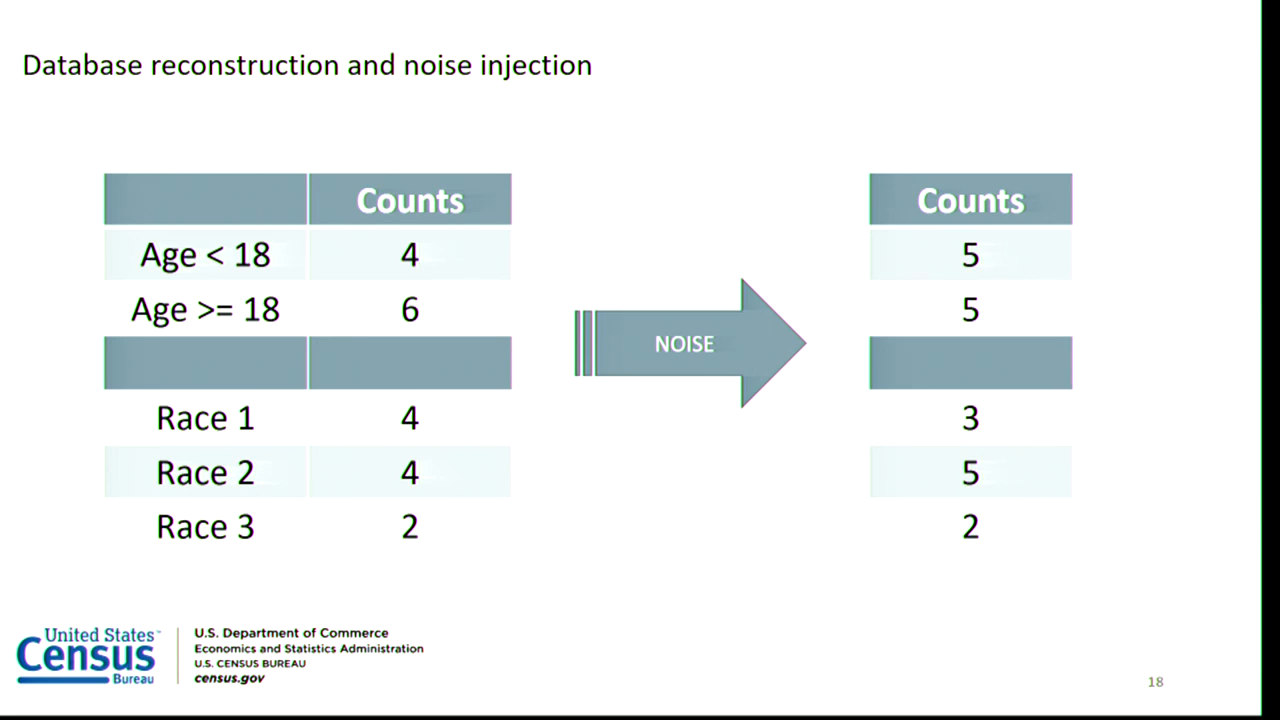 Database reconstruction and noise injection
Counts
Age < 18 4
Age >= 18 6
Race 1 4
Race 2 4
Race 3 2
NOISE
Counts
5
5
3
5
2
United States™
Census
Bureau
U.S. Department of Commerce
Economics and Statistics Administration
U.S. CENSUS BUREAU
census.gov
18